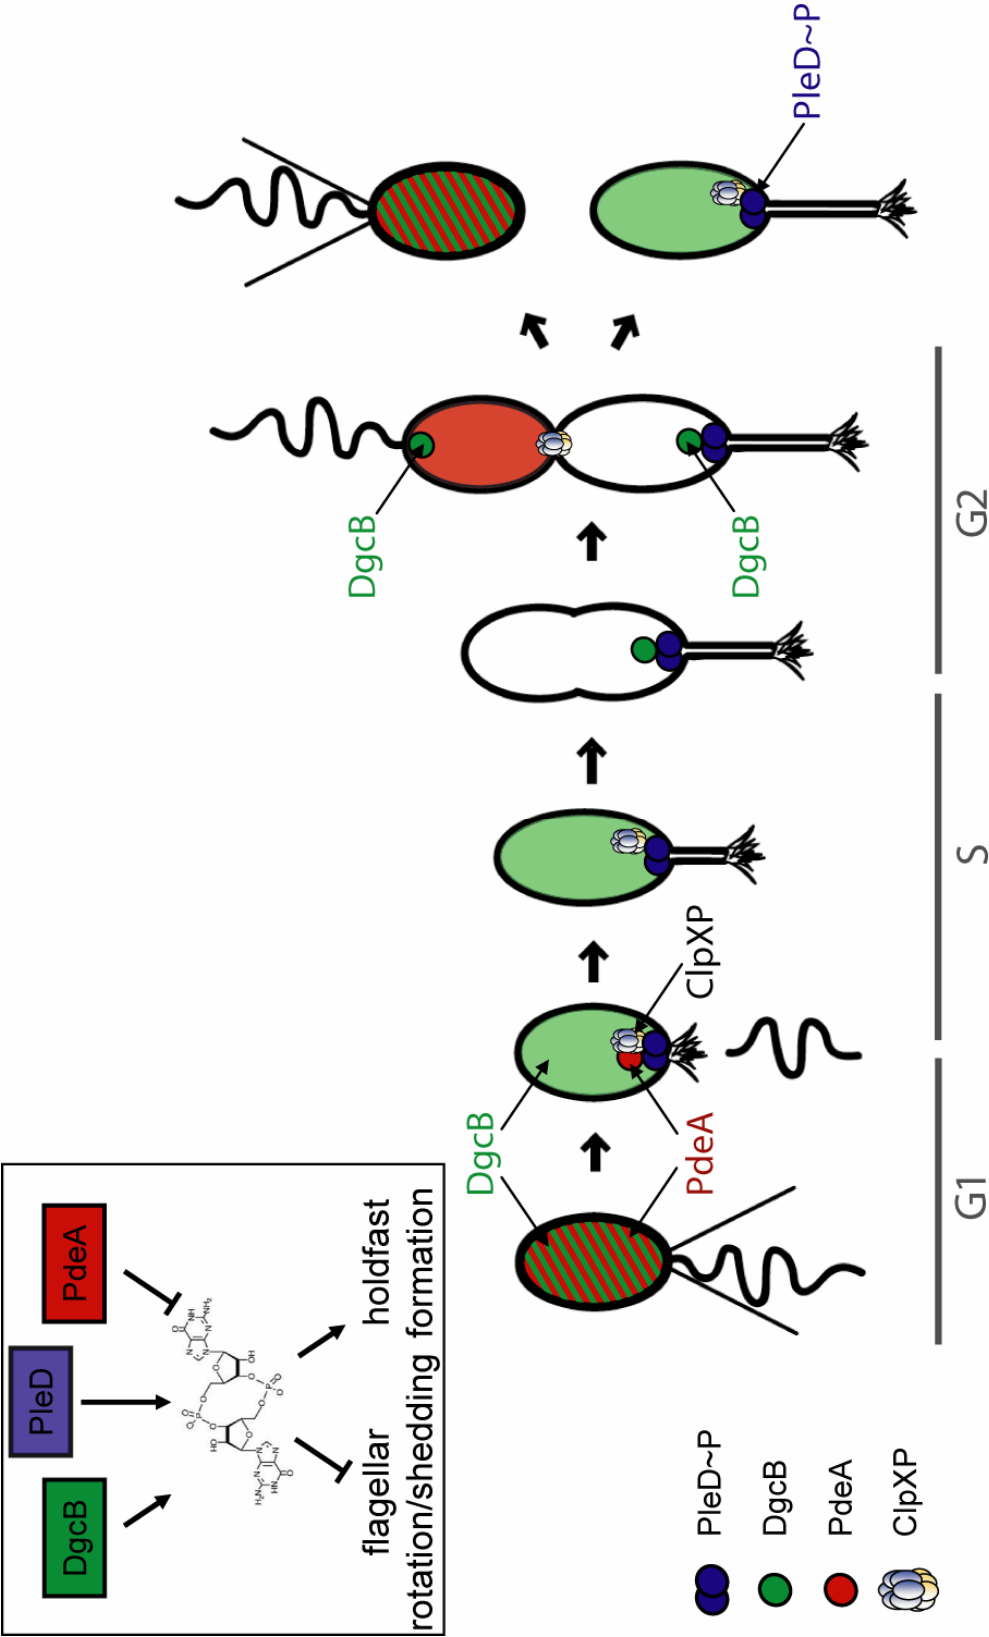 DgcB
PleD
PdeA
flagellar
rotation/shedding
holdfast
formation
PleD~P
DgcB
PdeA
ClpXP
DgcB
PdeA
ClpXP
DgcB
DgcB
PleD~P
G1
S
G2